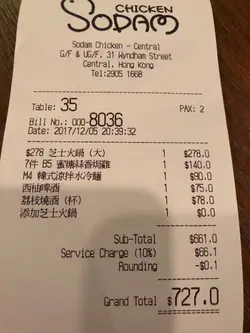 CHICKEN
SODAM
Sodam Chicken - Central
G/F & UG/F. 31 Wyndham Street
Central, Hong Kong
Tel:2905 1660
Table: 35 PAX: 2
Bill No.: 000-8036
Date: 2017/12/05 20:39:32
$278 芝士火鍋 (大) 1 $278.0
7件 B5 蜜糖蒜香炸雞 1 $140.0
M4 韓式涼拌水冷麵 1 $90.0
西柚啤酒 1 $75.0
荔枝燒酒 (杯) 1 $78.0
添加芝士火鍋 1 $0.0
Sub-Total $661.0
Service Charge (10%) $66.1
Rounding -$0.1
Grand Total $727.0